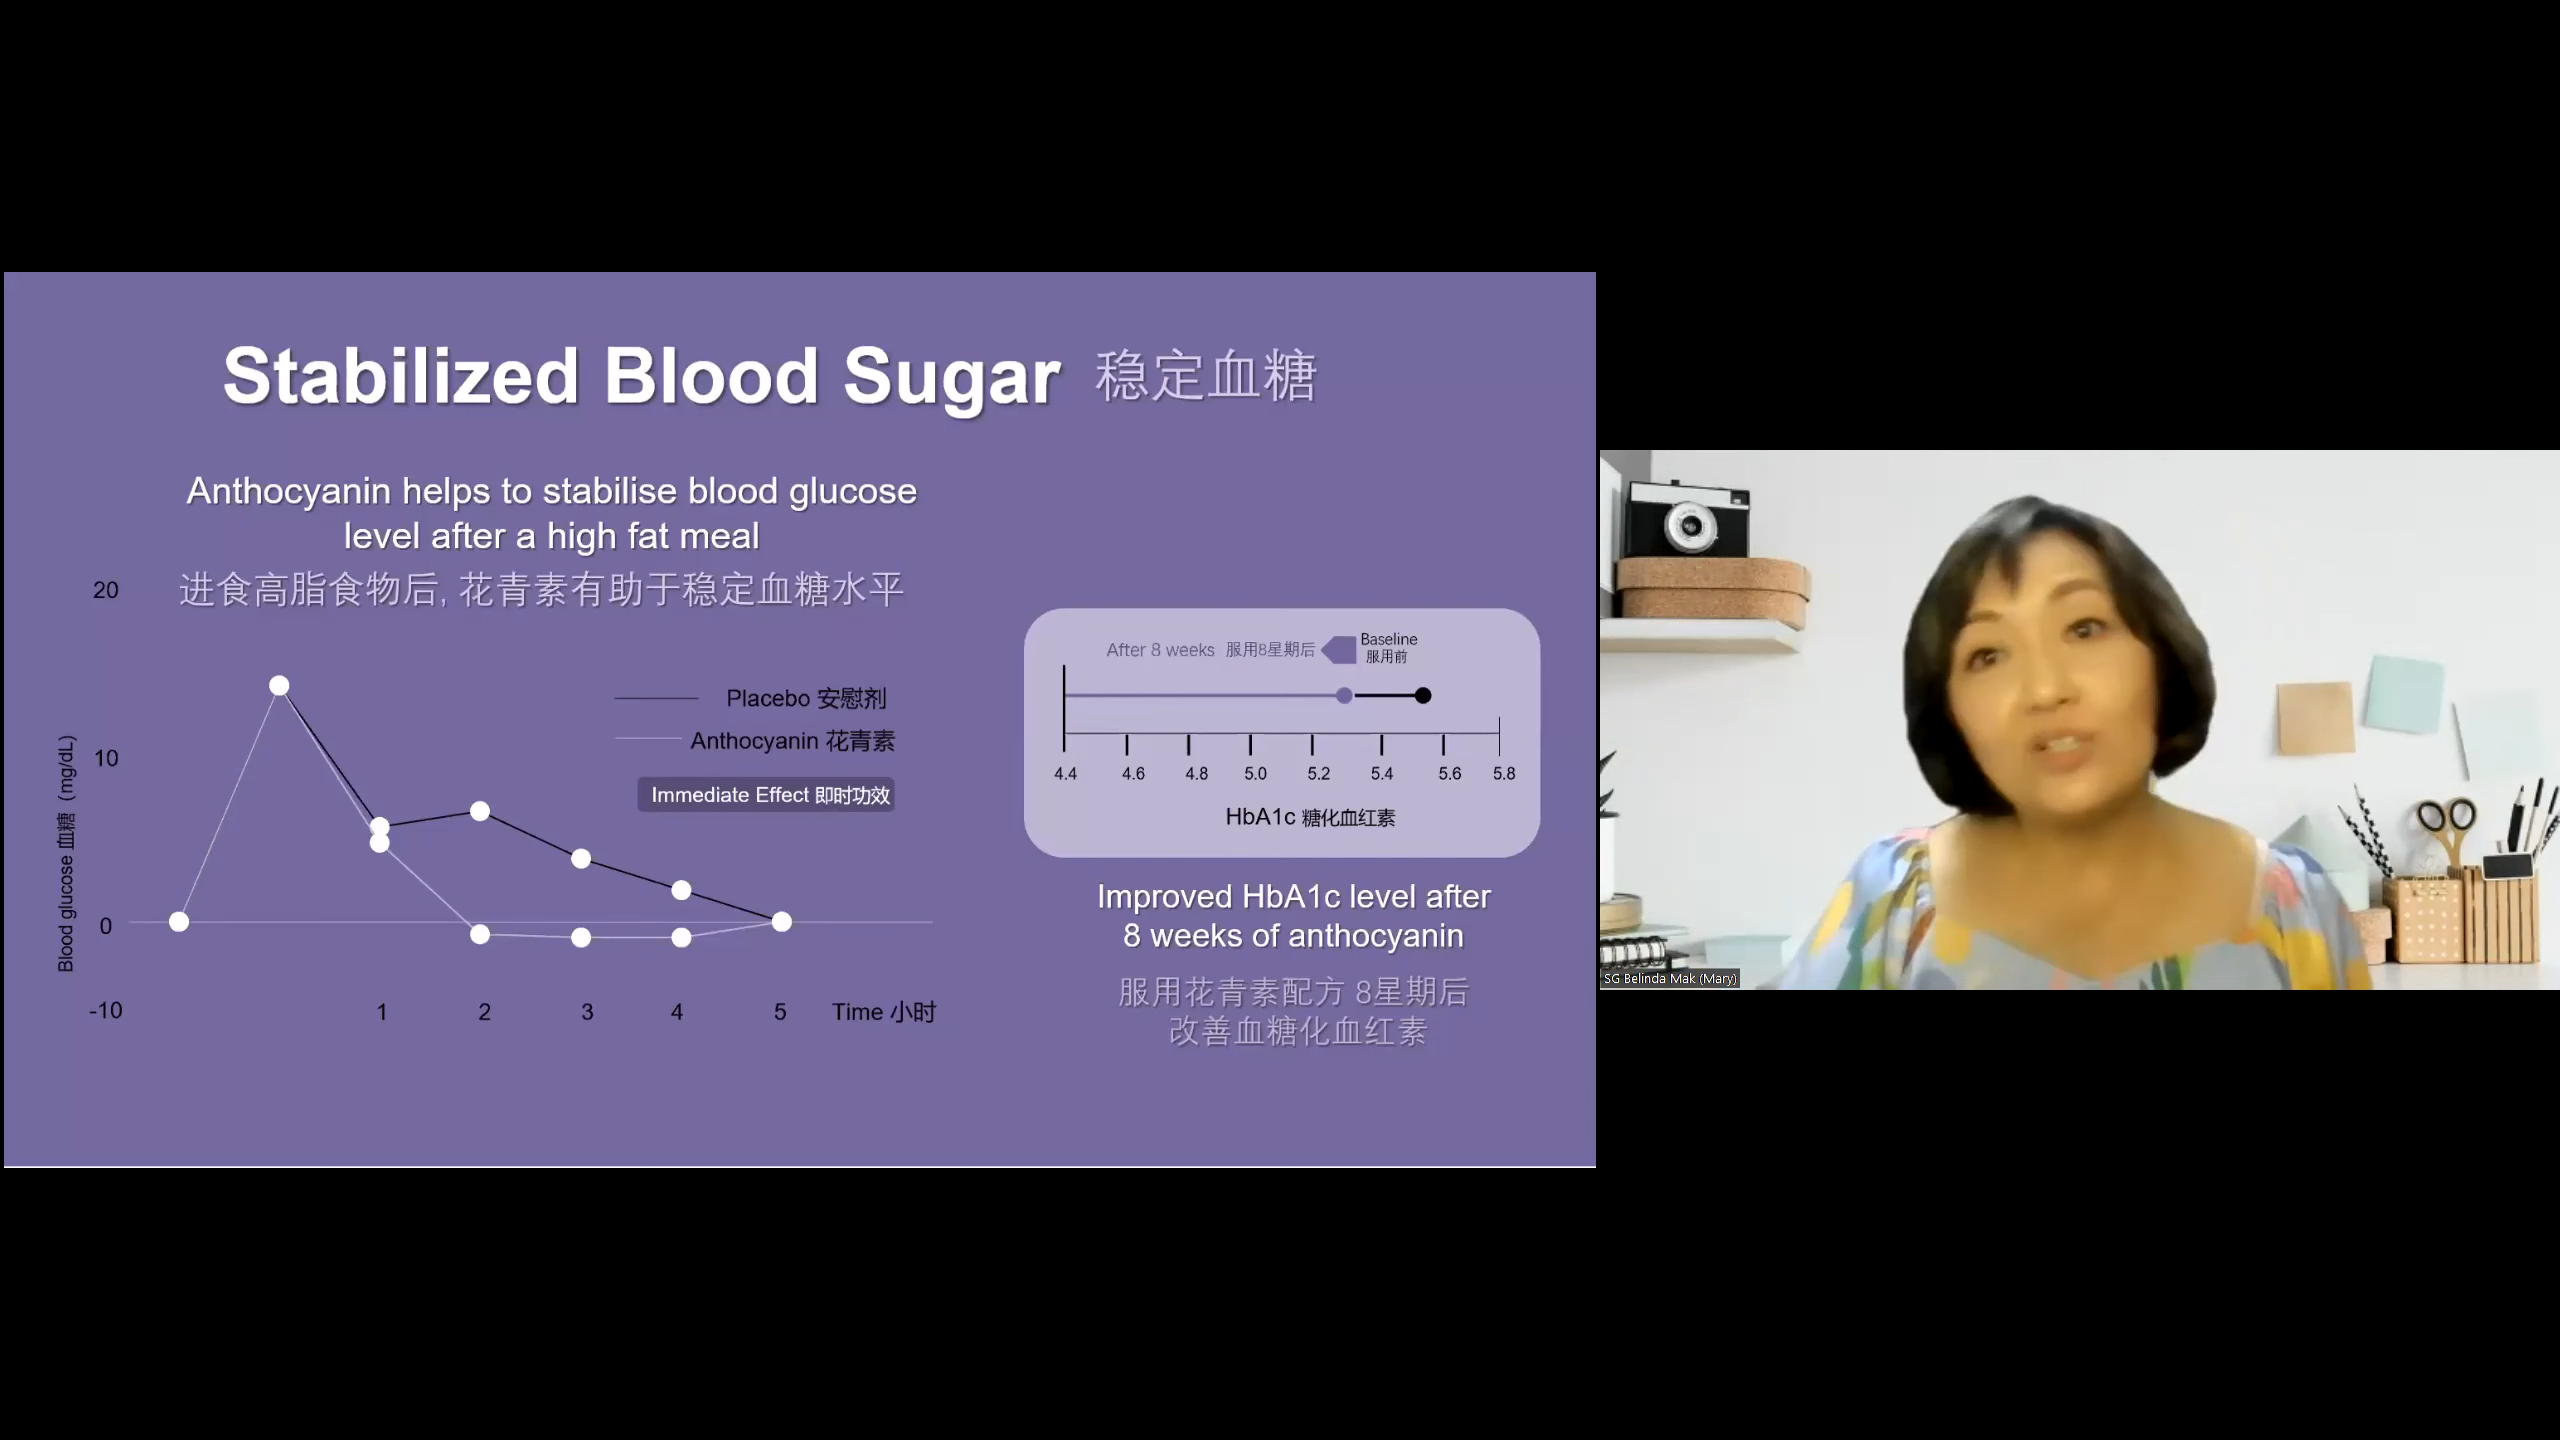 Stabilized Blood Sugar 稳定血糖
Anthocyanin helps to stabilise blood glucose
level after a high fat meal
进食高脂食物后, 花青素有助于稳定血糖水平
20
10
0
-10
Blood glucose 血糖 (mg/dL)
Placebo 安慰剂
Anthocyanin 花青素
Immediate Effect 即时功效
1 2 3 4 5 Time 小时
After 8 weeks 服用8星期后
Baseline
服用前
4.4 4.6 4.8 5.0 5.2 5.4 5.6 5.8
HbA1c 糖化血红素
Improved HbA1c level after
8 weeks of anthocyanin
服用花青素配方 8星期后
改善血糖化血红素
SG Belinda Mak (Mary)